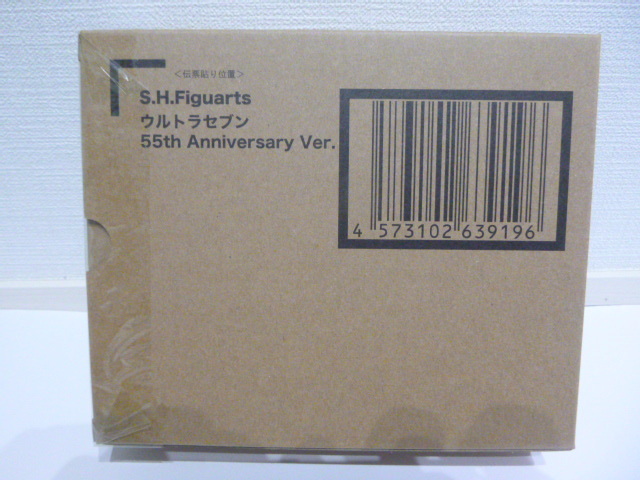 ＜伝票貼り位置＞
S.H.Figuarts
ウルトラセブン
55th Anniversary Ver.
4 573102 639196